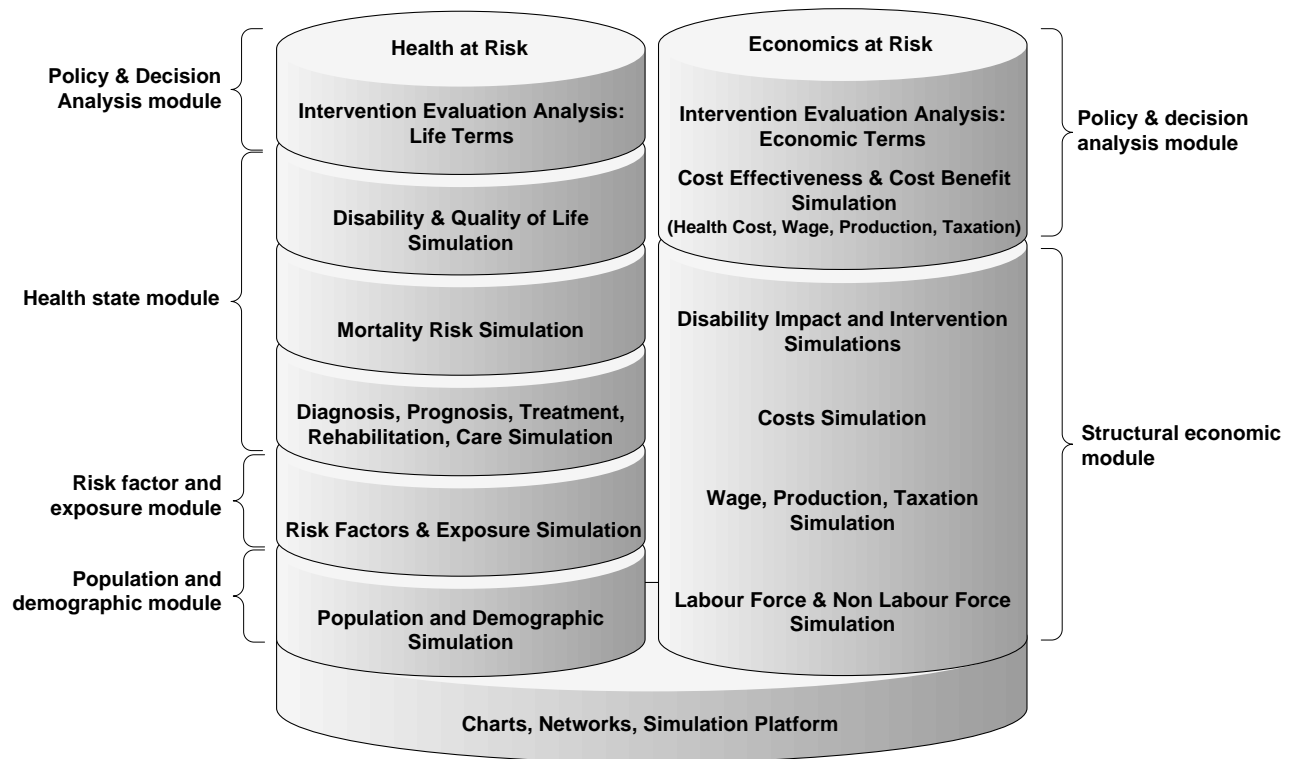 Policy & Decision
Analysis module
Health state module
Risk factor and
exposure module
Population and
demographic module
Health at Risk
Intervention Evaluation Analysis:
Life Terms
Disability & Quality of Life
Simulation
Mortality Risk Simulation
Diagnosis, Prognosis, Treatment,
Rehabilitation, Care Simulation
Risk Factors & Exposure Simulation
Population and Demographic
Simulation
Economics at Risk
Intervention Evaluation Analysis:
Economic Terms
Cost Effectiveness & Cost Benefit
Simulation
(Health Cost, Wage, Production, Taxation)
Disability Impact and Intervention
Simulations
Costs Simulation
Wage, Production, Taxation
Simulation
Labour Force & Non Labour Force
Simulation
Policy & decision
analysis module
Structural economic
module
Charts, Networks, Simulation Platform